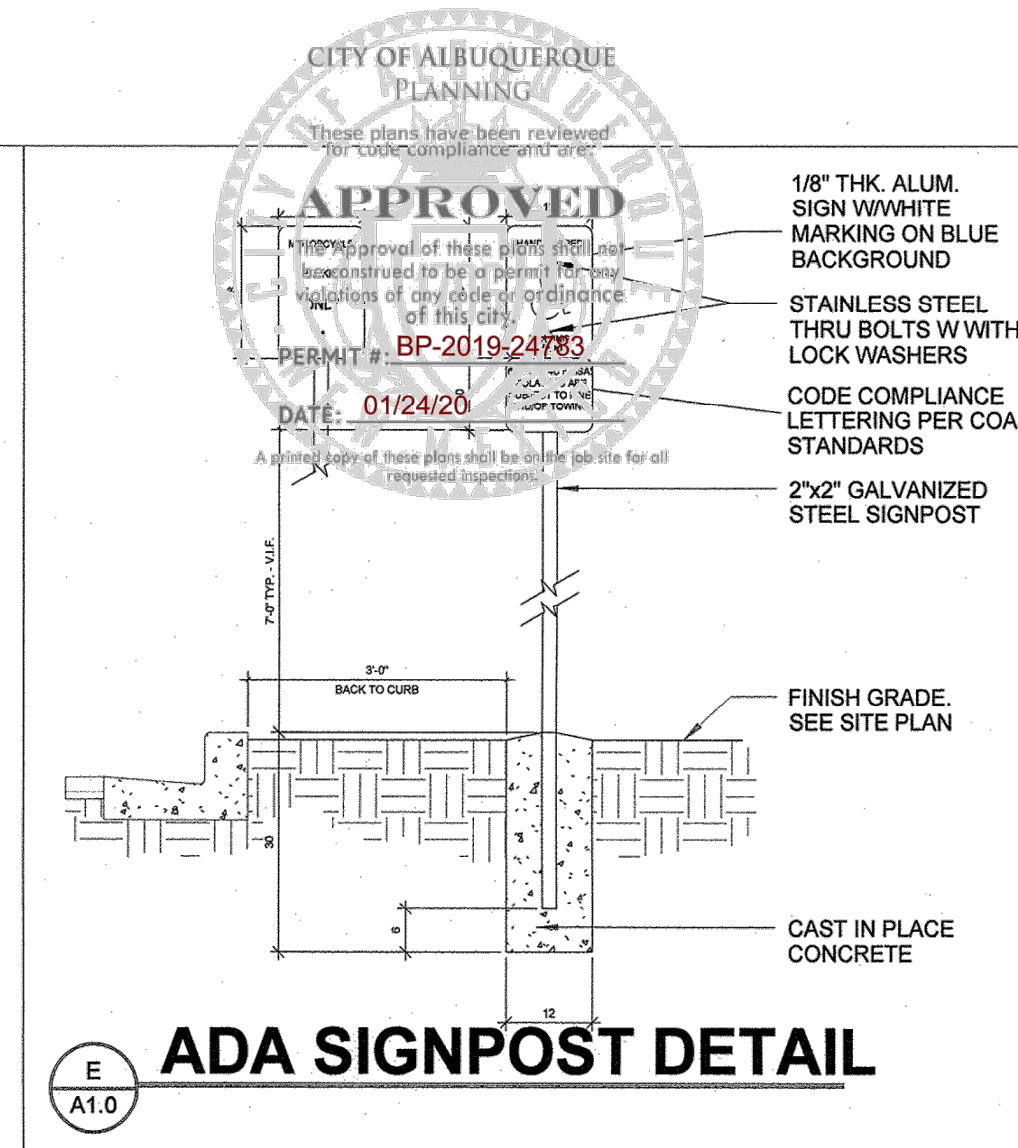 CITY OF ALBUQUERQUE
PLANNING
These plans have been reviewed
for code compliance and are:
APPROVED
The Approval of these plans shall not
be construed to be a permit for any
violations of any code or ordinance
of this city.
PERMIT #: BP-2019-24783
DATE: 01/24/20
A printed copy of these plans shall be on the job site for all
requested inspections.
MOTORCYCLE
1/8" THK. ALUM.
SIGN W/WHITE
MARKING ON BLUE
BACKGROUND
STAINLESS STEEL
THRU BOLTS W WITH
LOCK WASHERS
CODE COMPLIANCE
LETTERING PER COA
STANDARDS
2"x2" GALVANIZED
STEEL SIGNPOST
7'-0" TYP. - V.I.F.
3'-0"
BACK TO CURB
FINISH GRADE.
SEE SITE PLAN
30
6
CAST IN PLACE
CONCRETE
12
E
A1.0
ADA SIGNPOST DETAIL